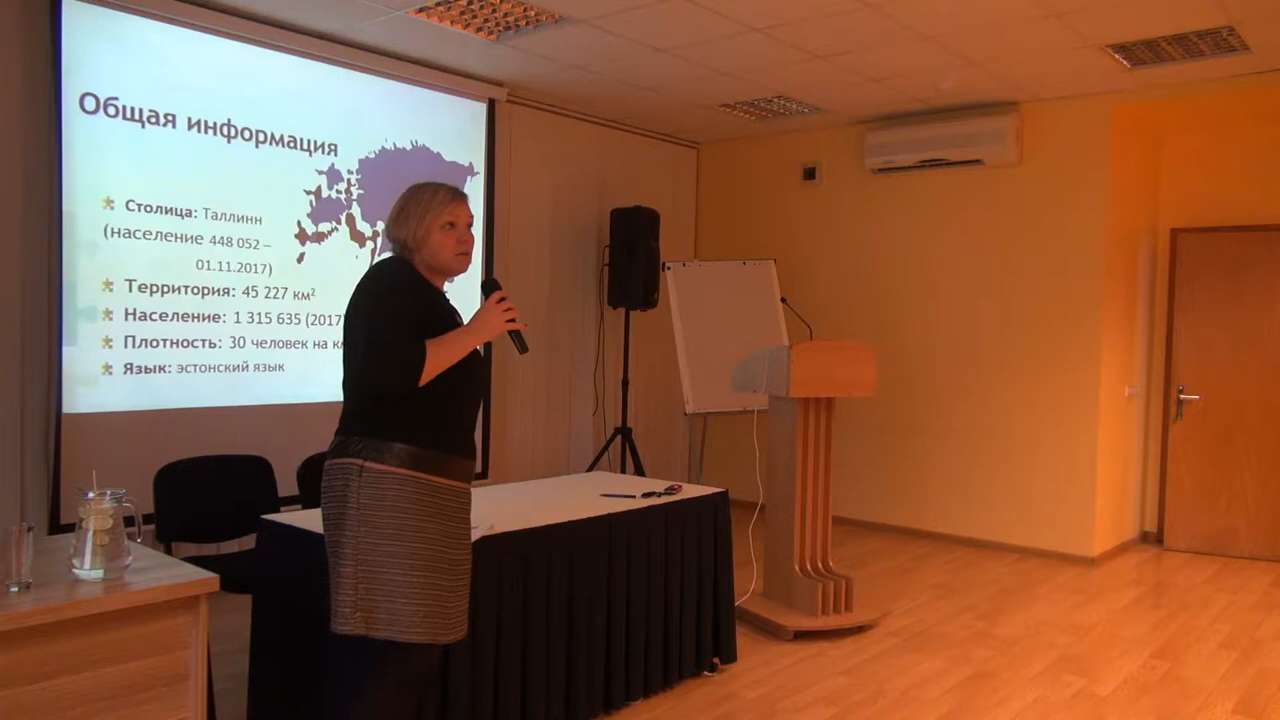 Общая информация
Столица: Таллинн
(население 448 052 –
01.11.2017)
Территория: 45 227 км²
Население: 1 315 635 (2017
Плотность: 30 человек на
Язык: эстонский язык